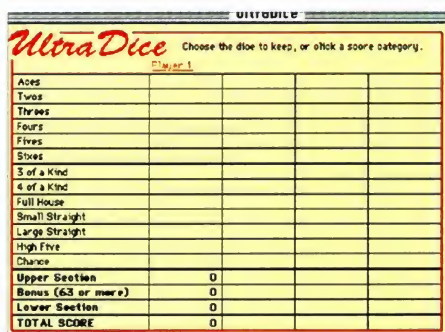 UltraDice
UltraDice Choose the dice to keep, or click a score category.
Player 1
Aces
Twos
Threes
Fours
Fives
Sixes
3 of a Kind
4 of a Kind
Full House
Small Straight
Large Straight
High Five
Chance
Upper Section 0
Bonus (63 or more) 0
Lower Section 0
TOTAL SCORE 0